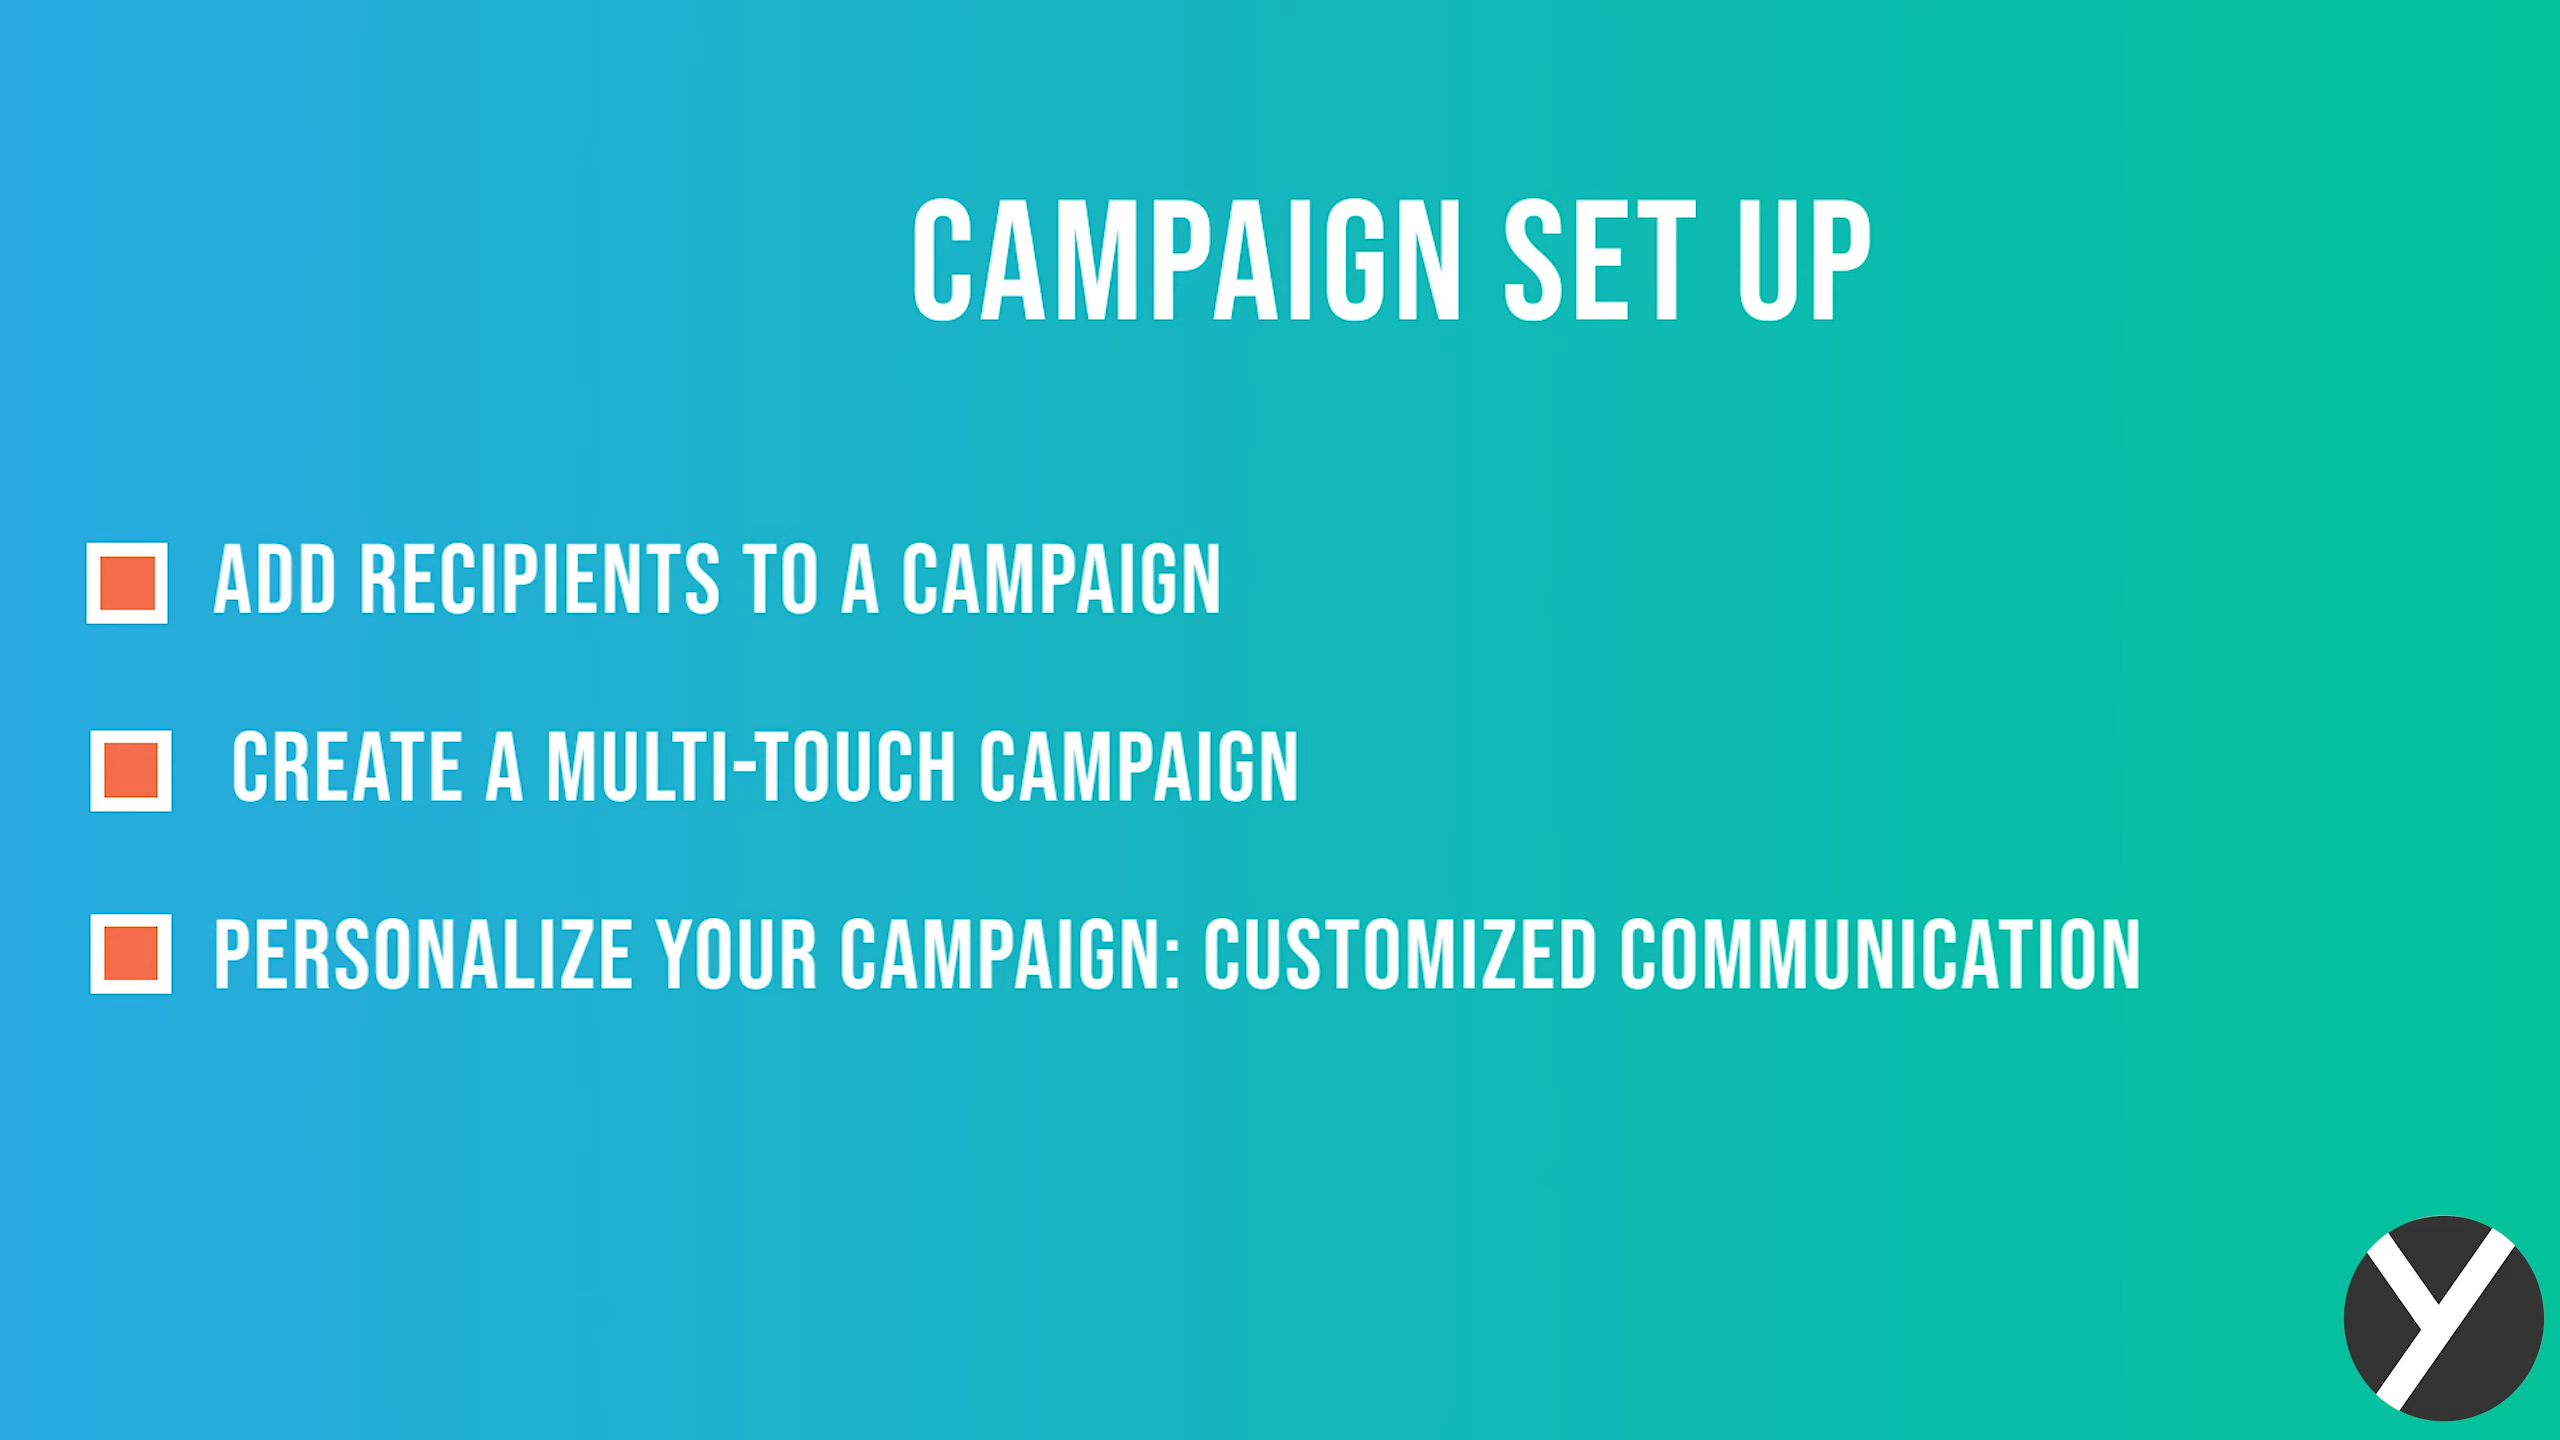 CAMPAIGN SET UP
ADD RECIPIENTS TO A CAMPAIGN
CREATE A MULTI-TOUCH CAMPAIGN
PERSONALIZE YOUR CAMPAIGN: CUSTOMIZED COMMUNICATION
Y